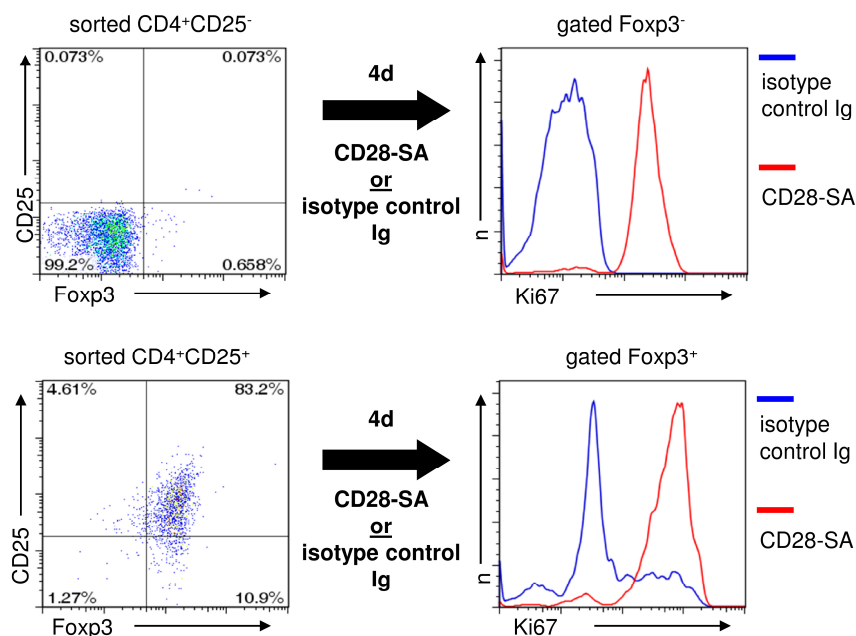 sorted CD4⁺CD25⁻
gated Foxp3⁻
0.073%
0.073%
99.2%
0.658%
CD25
Foxp3
4d
CD28-SA
or
isotype control
Ig
n
Ki67
isotype
control Ig
CD28-SA
sorted CD4⁺CD25⁺
gated Foxp3⁺
4.61%
83.2%
1.27%
10.9%
CD25
Foxp3
4d
CD28-SA
or
isotype control
Ig
n
Ki67
isotype
control Ig
CD28-SA